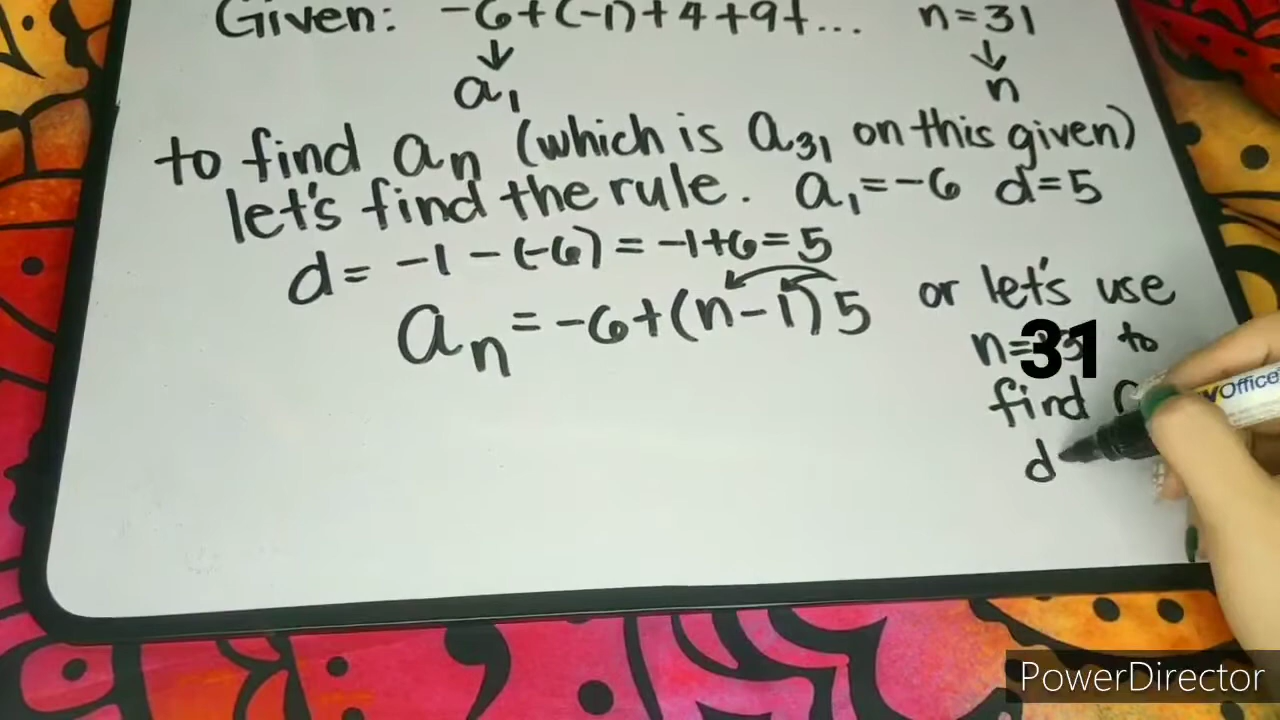 Given: -6+(-1)+4+9+... n=31
a₁ n
to find aₙ (which is a₃₁ on this given)
let's find the rule. a₁=-6 d=5
d= -1-(-6)=-1+6=5
aₙ=-6+(n-1)5 or let's use
n=31 to
find
d
Office
PowerDirector